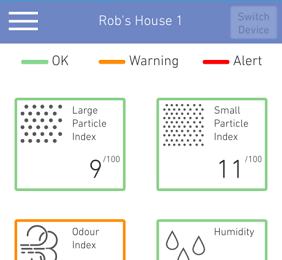 Rob's House 1
Switch
Device
OK
Warning
Alert
Large
Particle
Index
9/100
Small
Particle
Index
11/100
Odour
Index
Humidity